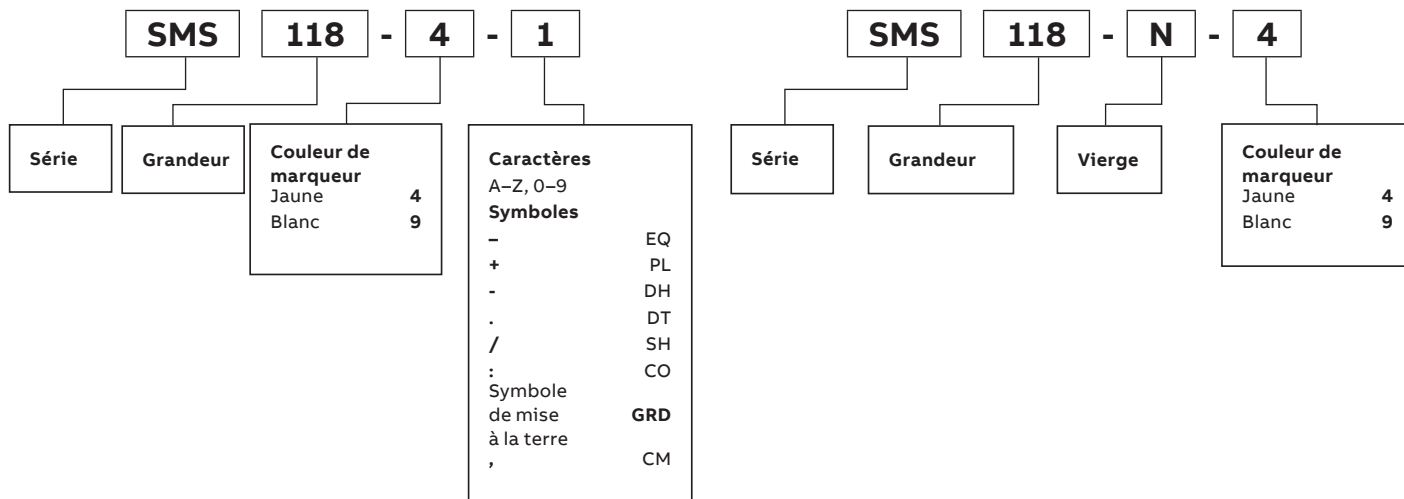 SMS 118 - 4 - 1
Série
Grandeur
Couleur de
marqueur
Jaune 4
Blanc 9
Caractères
A–Z, 0–9
Symboles
– EQ
+ PL
- DH
. DT
/ SH
: CO
Symbole
de mise GRD
à la terre
, CM
SMS 118 - N - 4
Série
Grandeur
Vierge
Couleur de
marqueur
Jaune 4
Blanc 9